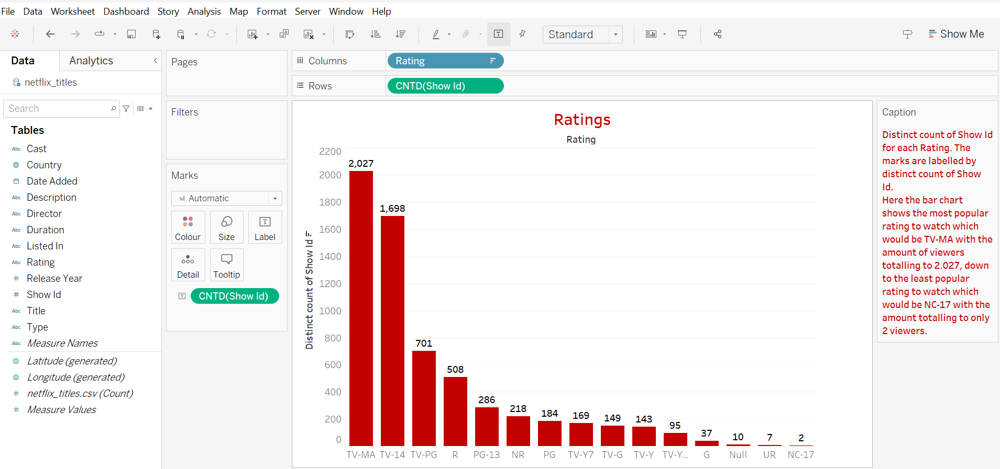 File Data Worksheet Dashboard Story Analysis Map Format Server Window Help
Standard
Show Me
Data Analytics
netflix_titles
Search
Tables
Abc Cast
Country
Date Added
Abc Description
Abc Director
Abc Duration
Abc Listed In
Abc Rating
# Release Year
# Show Id
Abc Title
Abc Type
Abc Measure Names
Latitude (generated)
Longitude (generated)
# netflix_titles.csv (Count)
# Measure Values
Pages
Filters
Marks
Automatic
Colour Size Label
Detail Tooltip
CNTD(Show Id)
Columns Rating
Rows CNTD(Show Id)
Ratings
Rating
Distinct count of Show Id
2200
2000
1800
1600
1400
1200
1000
800
600
400
200
0
2,027 1,698 701 508 286 218 184 169 149 143 95 37 10 7 2
TV-MA TV-14 TV-PG R PG-13 NR PG TV-Y7 TV-G TV-Y TV-Y.. G Null UR NC-17
Caption
Distinct count of Show Id
for each Rating. The
marks are labelled by
distinct count of Show
Id.
Here the bar chart
shows the most popular
rating to watch which
would be TV-MA with the
amount of viewers
totalling to 2.027, down
to the least popular
rating to watch which
would be NC-17 with the
amount totalling to only
2 viewers.